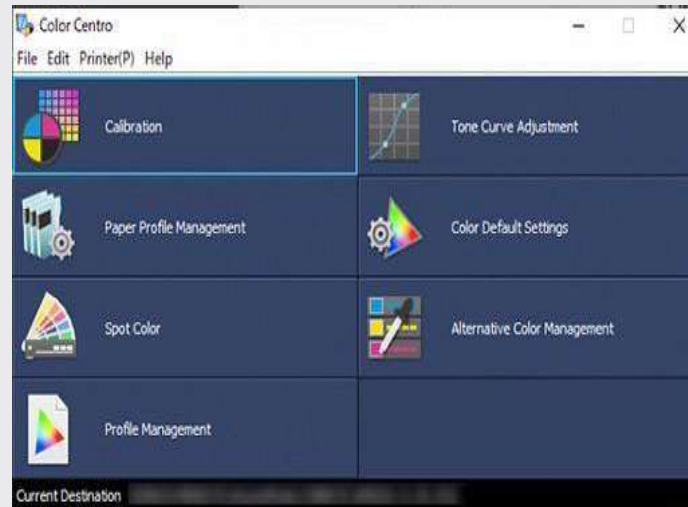 Color Centro
File Edit Printer(P) Help
Calibration
Tone Curve Adjustment
Paper Profile Management
Color Default Settings
Spot Color
Alternative Color Management
Profile Management
Current Destination